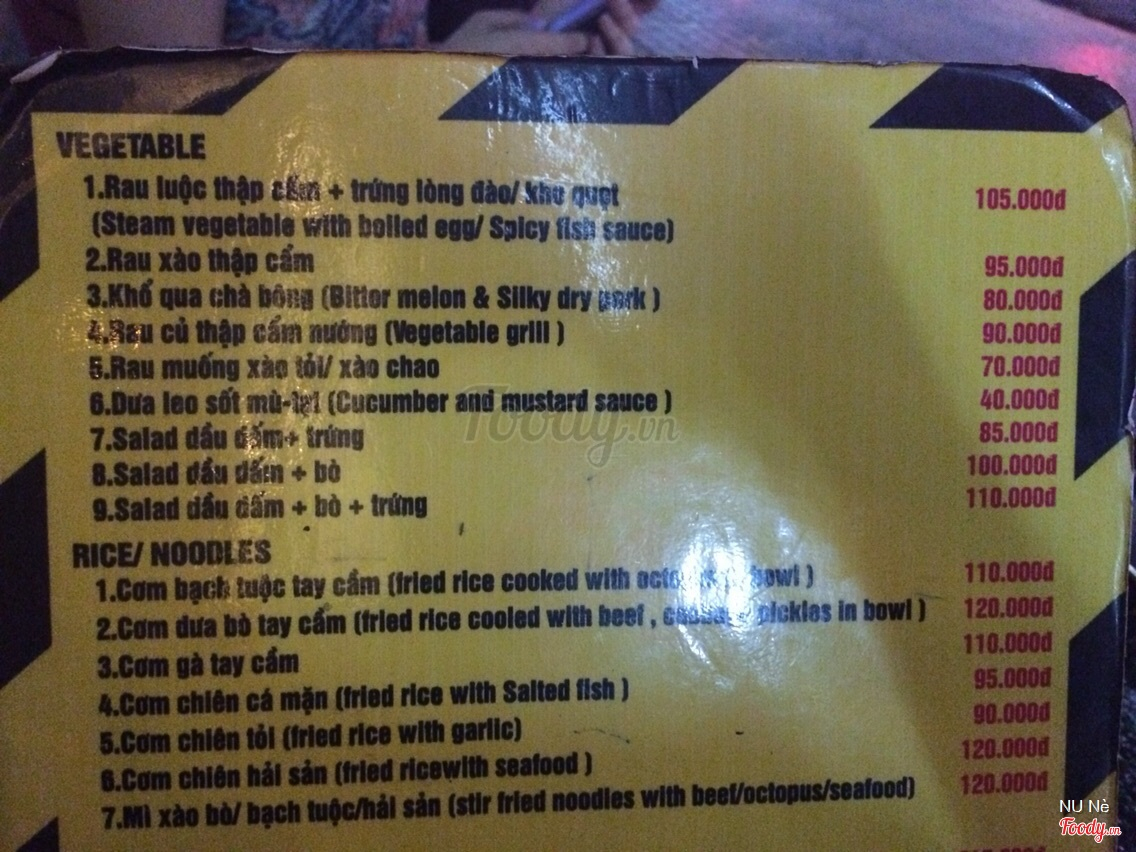 VEGETABLE
1.Rau luộc thập cẩm + trứng lòng đào/ kho quẹt 105.000đ
(Steam vegetable with boiled egg/ Spicy fish sauce)
2.Rau xào thập cẩm 95.000đ
3.Khổ qua chà bông (Bitter melon & Silky dry pork ) 80.000đ
4.Rau củ thập cẩm nướng (Vegetable grill ) 90.000đ
5.Rau muống xào tỏi/ xào chao 70.000đ
6.Dưa leo sốt mù-tạt (Cucumber and mustard sauce ) 40.000đ
7.Salad dầu dấm+ trứng 85.000đ
8.Salad dầu dấm + bò 100.000đ
9.Salad dầu dấm + bò + trứng 110.000đ
RICE/ NOODLES
1.Cơm bạch tuộc tay cầm (fried rice cooked with bowl ) 110.000đ
2.Cơm dưa bò tay cầm (fried rice cooled with beef , pickles in bowl ) 120.000đ
3.Cơm gà tay cầm 110.000đ
4.Cơm chiên cá mặn (fried rice with Salted fish ) 95.000đ
5.Cơm chiên tỏi (fried rice with garlic) 90.000đ
6.Cơm chiên hải sản (fried ricewith seafood ) 120.000đ
7.Mì xào bò/ bạch tuộc/hải sản (stir fried noodles with beef/octopus/seafood) 120.000đ
Foody.vn
NU Nẻ
Foody.vn